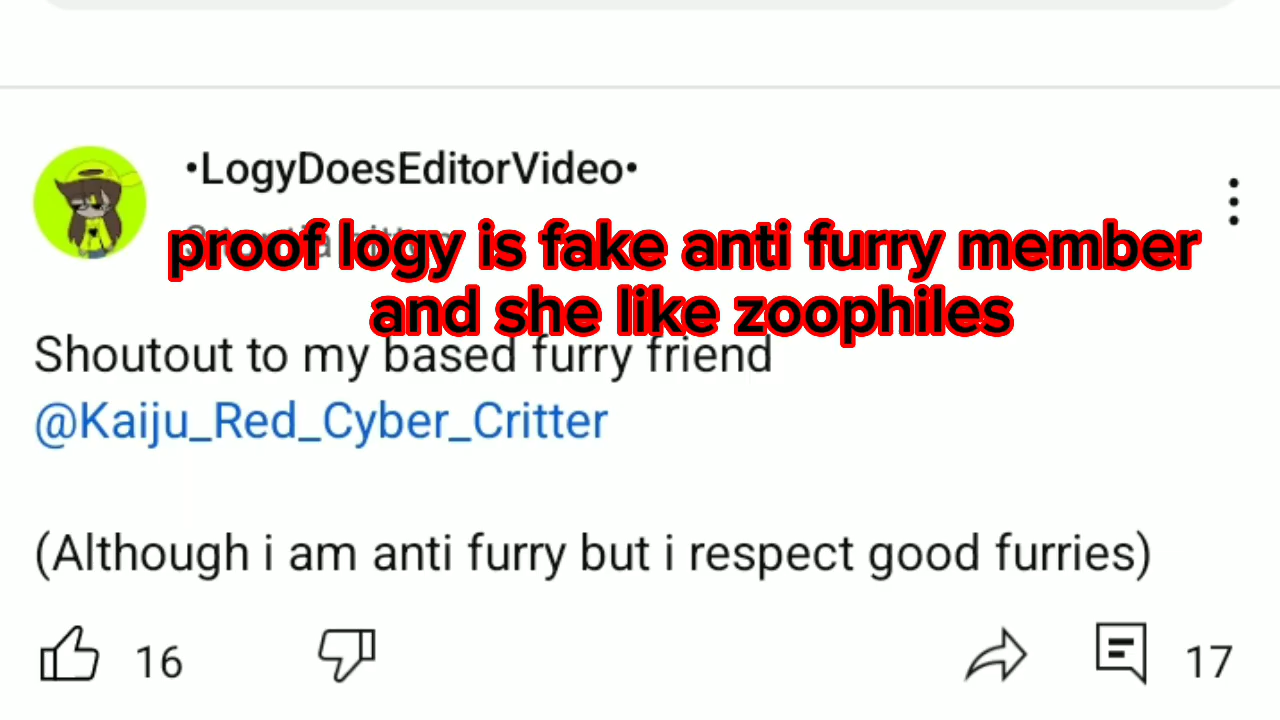 •LogyDoesEditorVideo•
proof logy is fake anti furry member
and she like zoophiles
Shoutout to my based furry friend
@Kaiju_Red_Cyber_Critter
(Although i am anti furry but i respect good furries)
16
17